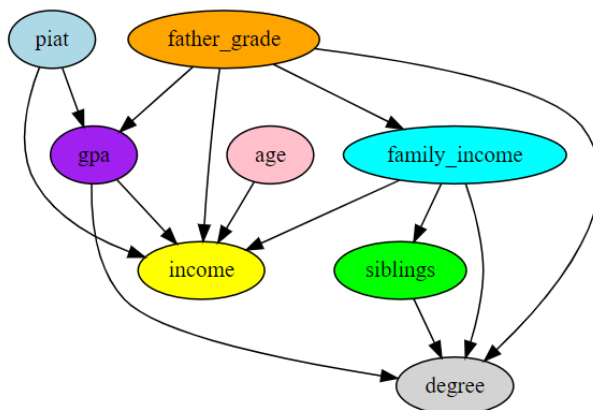 piat
father_grade
gpa
age
family_income
income
siblings
degree